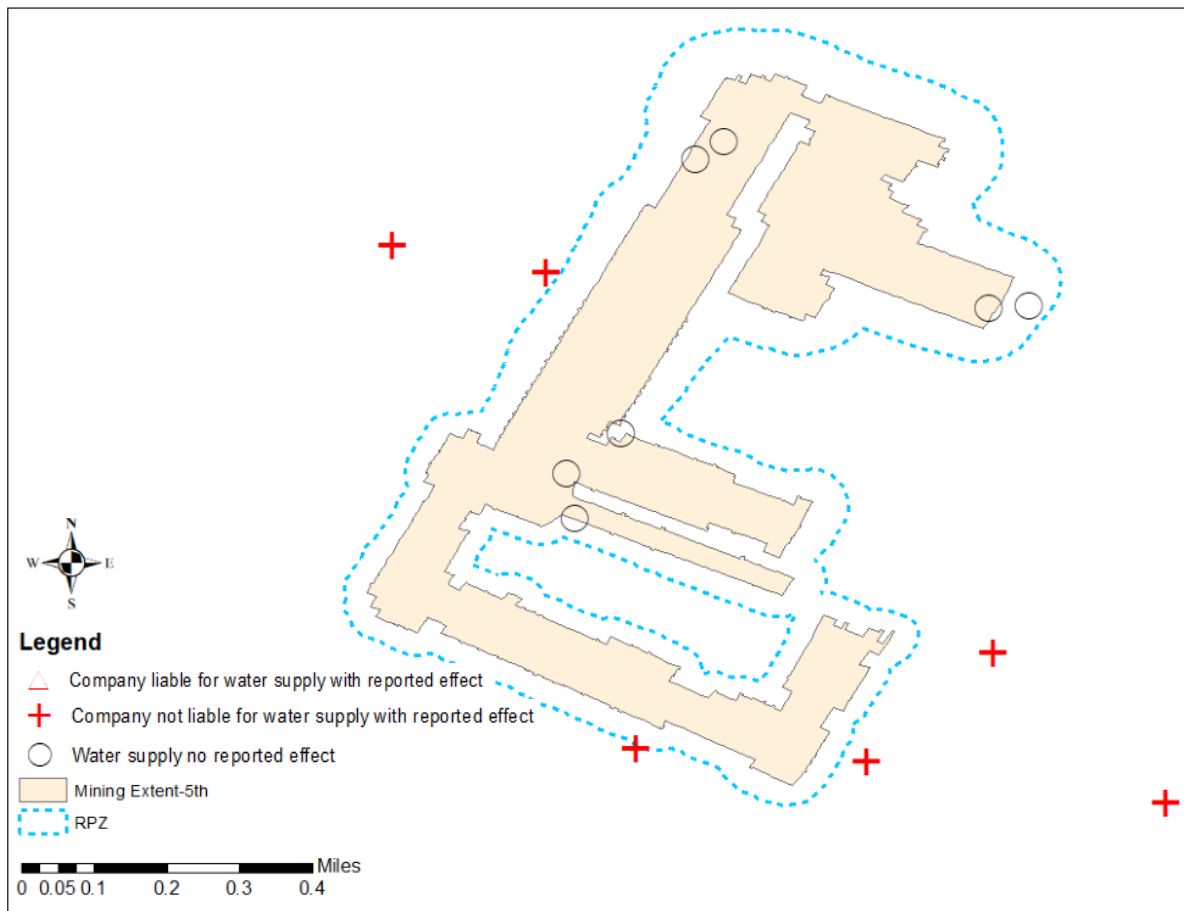 N
W E
S
Legend
Company liable for water supply with reported effect
Company not liable for water supply with reported effect
Water supply no reported effect
Mining Extent-5th
RPZ
Miles
0 0.05 0.1 0.2 0.3 0.4